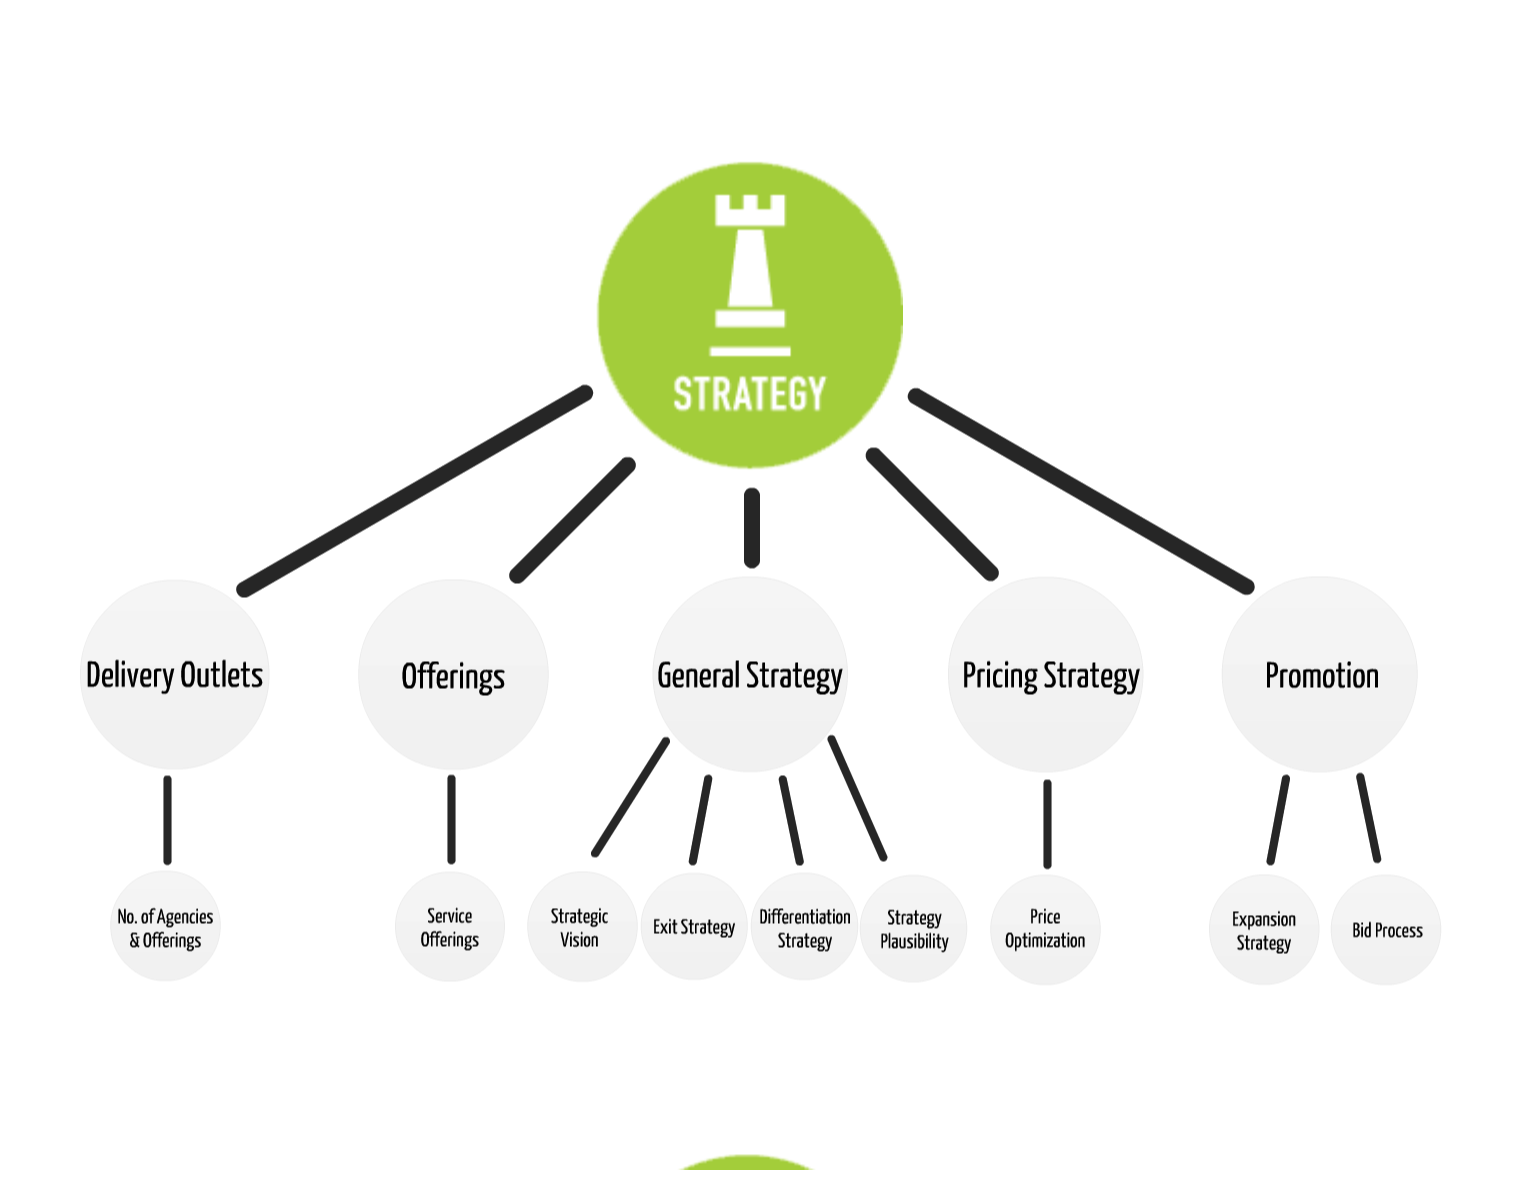 STRATEGY
Delivery Outlets
Offerings
General Strategy
Pricing Strategy
Promotion
No. of Agencies
& Offerings
Service
Offerings
Strategic
Vision
Exit Strategy
Differentiation
Strategy
Strategy
Plausibility
Price
Optimization
Expansion
Strategy
Bid Process